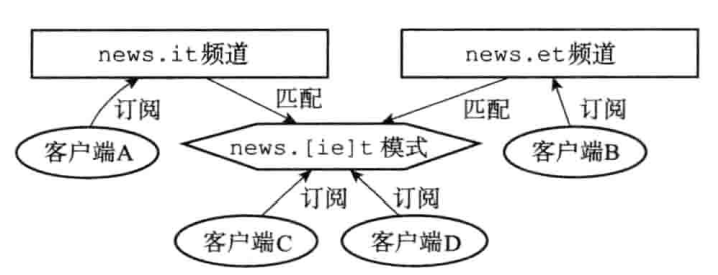 news.it频道
news.et频道
订阅
匹配
匹配
订阅
客户端A
news.[ie]t 模式
客户端B
订阅
订阅
客户端C
客户端D